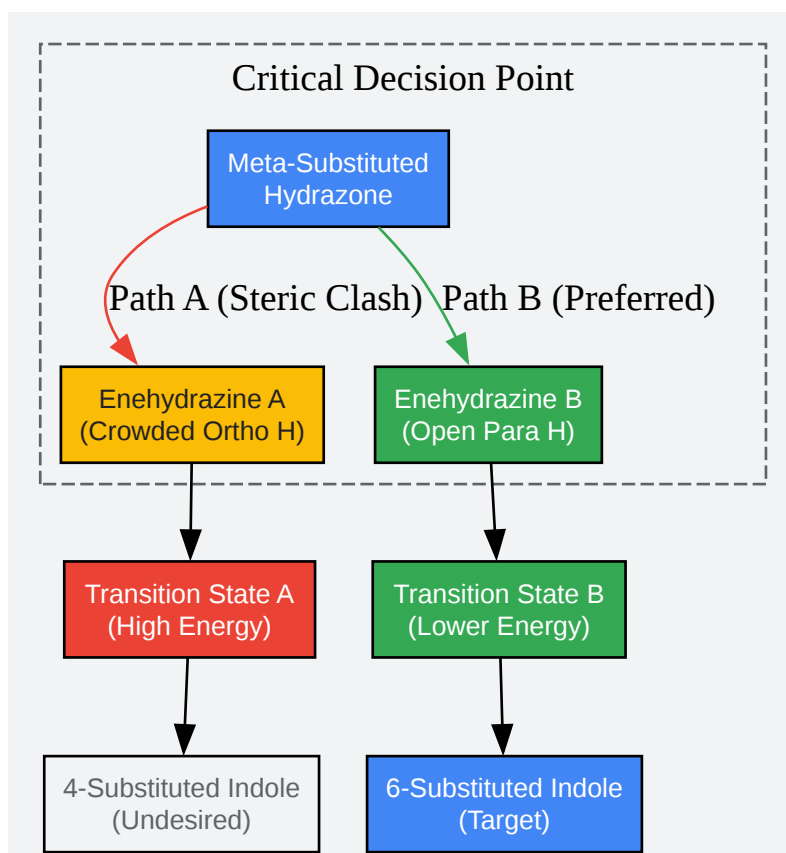 Critical Decision Point
Meta-Substituted
Hydrazone
Path A (Steric Clash)
Path B (Preferred)
Enehydrazine A
(Crowded Ortho H)
Enehydrazine B
(Open Para H)
Transition State A
(High Energy)
Transition State B
(Lower Energy)
4-Substituted Indole
(Undesired)
6-Substituted Indole
(Target)